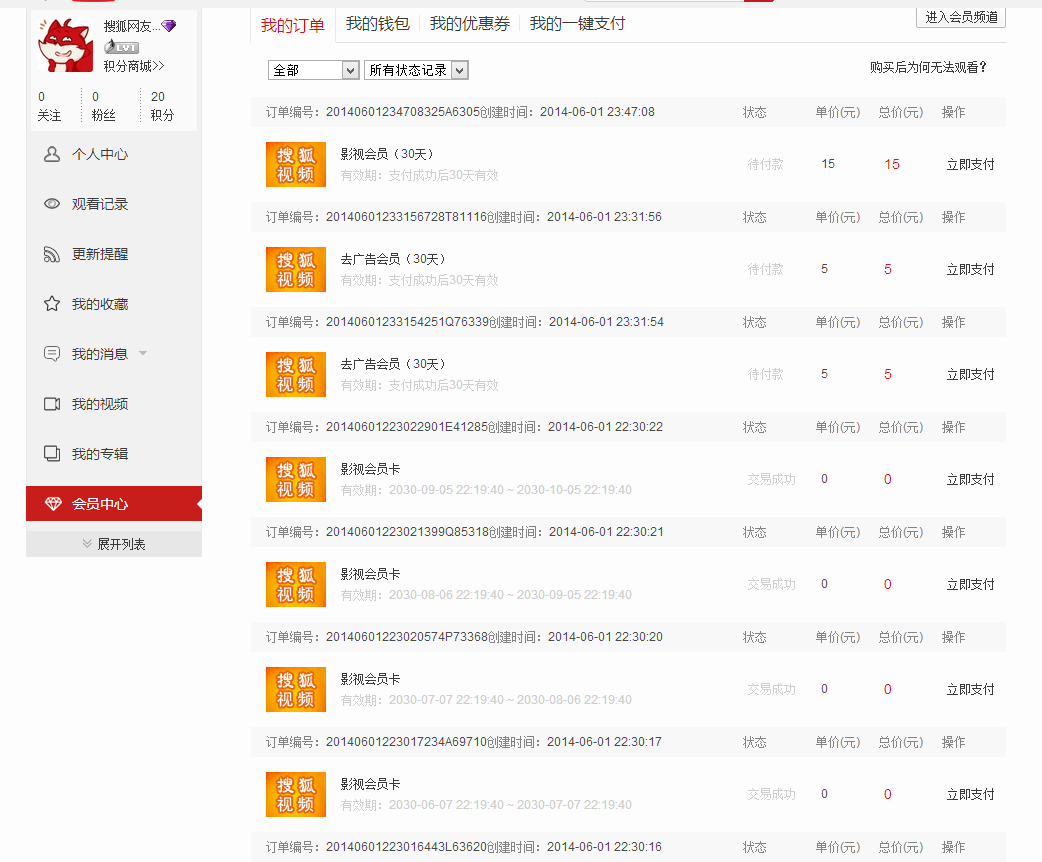 搜狐网友...
LV1
积分商城>>
0 0 20
关注 粉丝 积分
个人中心
观看记录
更新提醒
我的收藏
我的消息
我的视频
我的专辑
会员中心
展开列表
我的订单 我的钱包 我的优惠券 我的一键支付
进入会员频道
全部 所有状态记录
购买后为何无法观看?
订单编号：20140601234708325A6305创建时间：2014-06-01 23:47:08 状态 单价(元) 总价(元) 操作
搜狐视频
影视会员（30天） 待付款 15 15 立即支付
有效期：支付成功后30天有效
订单编号：20140601233156728T81116创建时间：2014-06-01 23:31:56 状态 单价(元) 总价(元) 操作
搜狐视频
去广告会员（30天） 待付款 5 5 立即支付
有效期：支付成功后30天有效
订单编号：20140601233154251Q76339创建时间：2014-06-01 23:31:54 状态 单价(元) 总价(元) 操作
搜狐视频
去广告会员（30天） 待付款 5 5 立即支付
有效期：支付成功后30天有效
订单编号：20140601223022901E41285创建时间：2014-06-01 22:30:22 状态 单价(元) 总价(元) 操作
搜狐视频
影视会员卡 交易成功 0 0 立即支付
有效期：2030-09-05 22:19:40 ~ 2030-10-05 22:19:40
订单编号：20140601223021399Q85318创建时间：2014-06-01 22:30:21 状态 单价(元) 总价(元) 操作
搜狐视频
影视会员卡 交易成功 0 0 立即支付
有效期：2030-08-06 22:19:40 ~ 2030-09-05 22:19:40
订单编号：20140601223020574P73368创建时间：2014-06-01 22:30:20 状态 单价(元) 总价(元) 操作
搜狐视频
影视会员卡 交易成功 0 0 立即支付
有效期：2030-07-07 22:19:40 ~ 2030-08-06 22:19:40
订单编号：20140601223017234A69710创建时间：2014-06-01 22:30:17 状态 单价(元) 总价(元) 操作
搜狐视频
影视会员卡 交易成功 0 0 立即支付
有效期：2030-06-07 22:19:40 ~ 2030-07-07 22:19:40
订单编号：20140601223016443L63620创建时间：2014-06-01 22:30:16 状态 单价(元) 总价(元) 操作